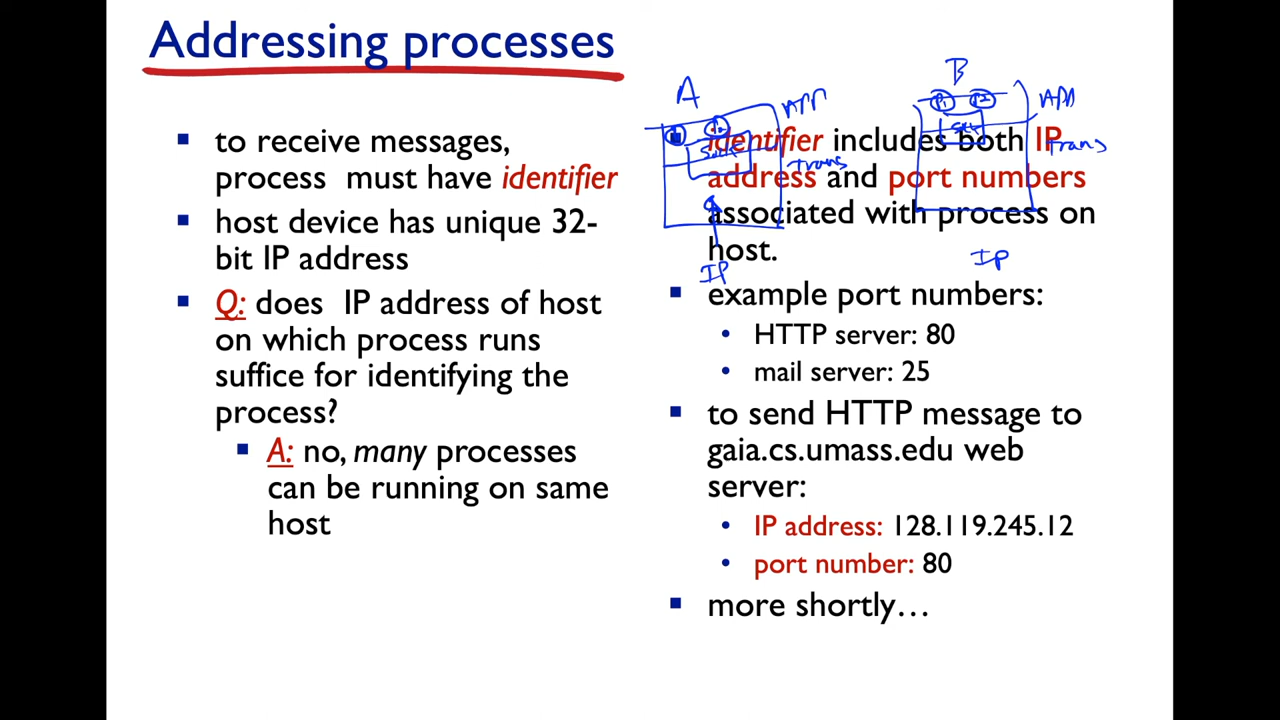 Addressing processes
to receive messages,
process must have identifier
host device has unique 32-
bit IP address
Q: does IP address of host
on which process runs
suffice for identifying the
process?
A: no, many processes
can be running on same
host
A
APP
B
APP
identifier includes both IP
trans
trans
address and port numbers
associated with process on
host.
IP
IP
example port numbers:
HTTP server: 80
mail server: 25
to send HTTP message to
gaia.cs.umass.edu web
server:
IP address: 128.119.245.12
port number: 80
more shortly…